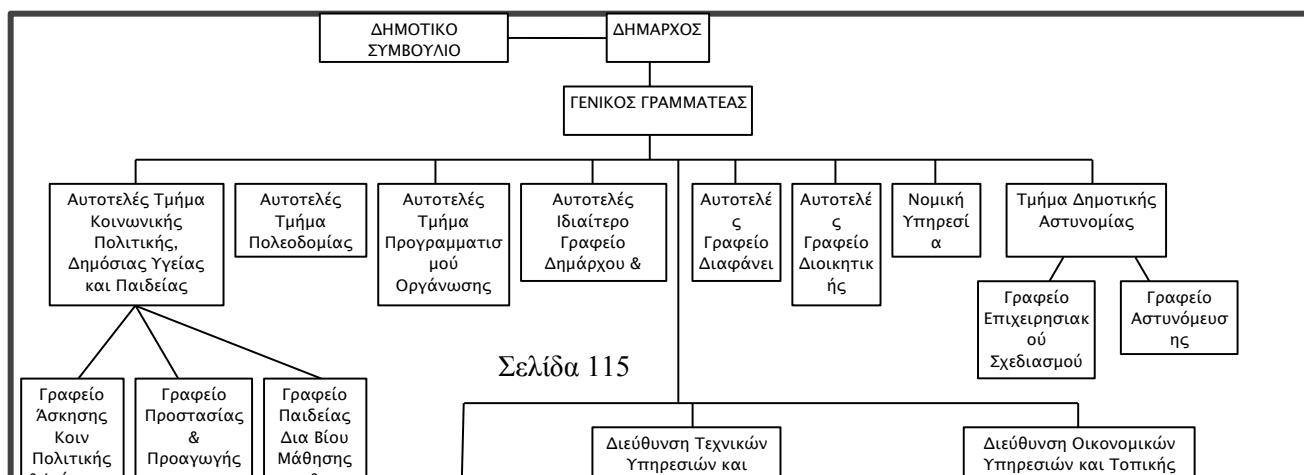 ΔΗΜΟΤΙΚΟ
ΣΥΜΒΟΥΛΙΟ
ΔΗΜΑΡΧΟΣ
ΓΕΝΙΚΟΣ ΓΡΑΜΜΑΤΕΑΣ
Αυτοτελές Τμήμα
Κοινωνικής
Πολιτικής,
Δημόσιας Υγείας
και Παιδείας
Αυτοτελές
Τμήμα
Πολεοδομίας
Αυτοτελές
Τμήμα
Προγραμματισ
μού
Οργάνωσης
Αυτοτελές
Ιδιαίτερο
Γραφείο
Δημάρχου &
Αυτοτελέ
ς
Γραφείο
Διαφάνει
Αυτοτελέ
ς
Γραφείο
Διοικητικ
ής
Νομική
Υπηρεσί
α
Τμήμα Δημοτικής
Αστυνομίας
Γραφείο
Επιχειρησιακ
ού
Σχεδιασμού
Γραφείο
Αστυνόμευσ
ης
Σελίδα 115
Γραφείο
Άσκησης
Κοιν
Πολιτικής
Γραφείο
Προστασίας
&
Προαγωγής
Γραφείο
Παιδείας
Δια Βίου
Μάθησης
Διεύθυνση Τεχνικών
Υπηρεσιών και
Διεύθυνση Οικονομικών
Υπηρεσιών και Τοπικής